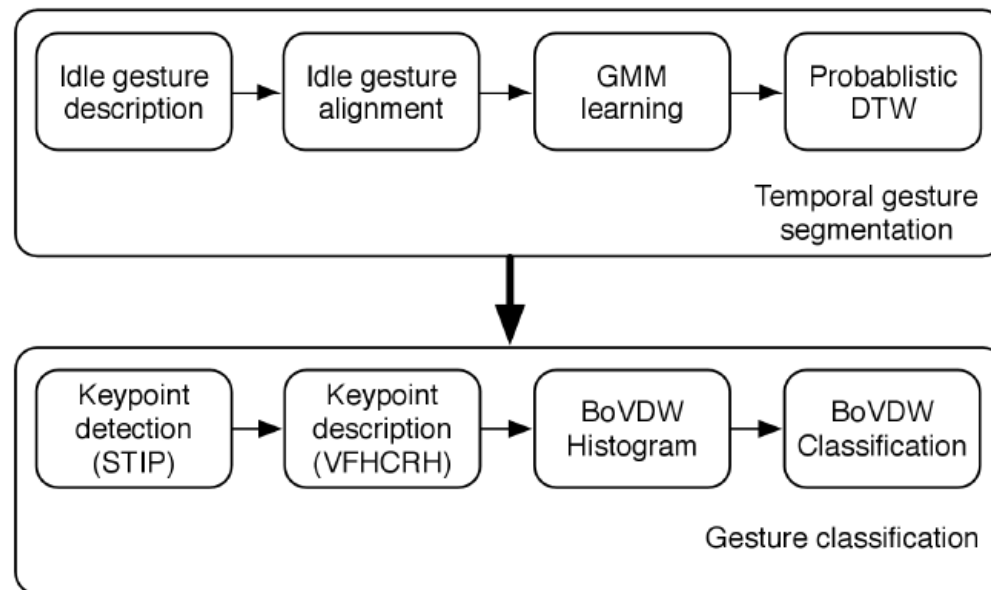 Idle gesture
description
Idle gesture
alignment
GMM
learning
Probablistic
DTW
Temporal gesture
segmentation
Keypoint
detection
(STIP)
Keypoint
description
(VFHCRH)
BoVDW
Histogram
BoVDW
Classification
Gesture classification